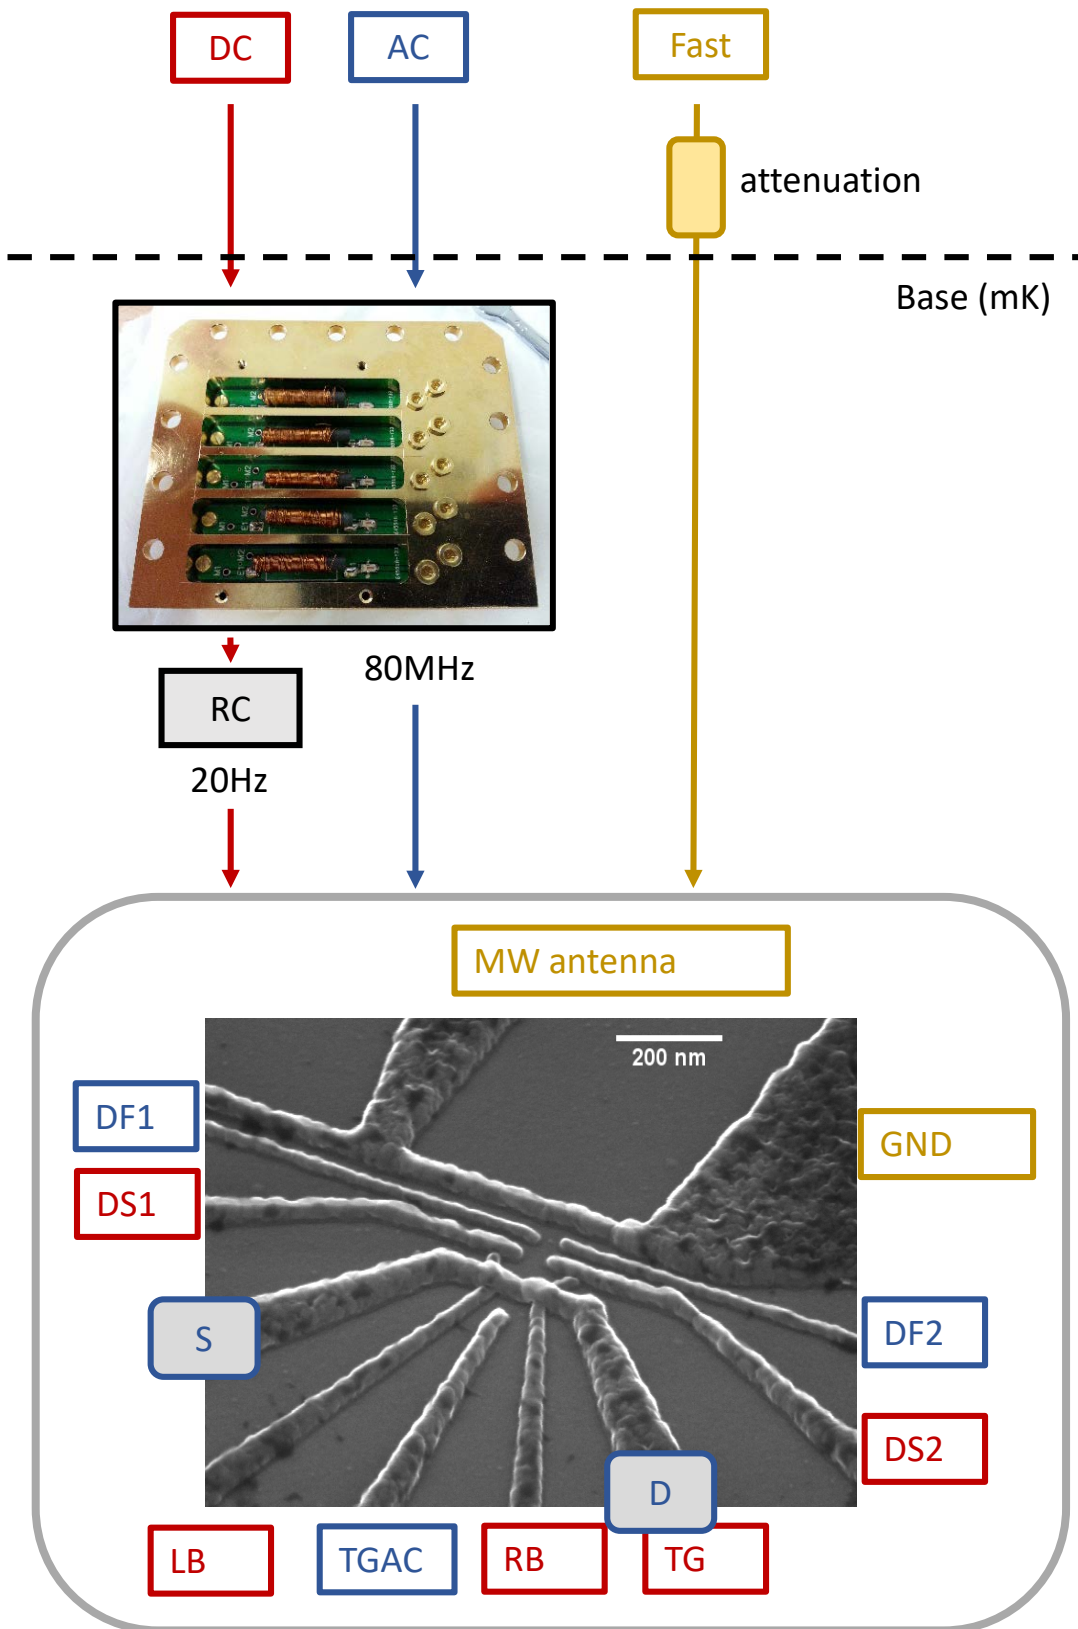 DC
AC
Fast
attenuation
Base (mK)
80MHz
RC
20Hz
MW antenna
200 nm
DF1
GND
DS1
S
DF2
DS2
D
LB
TGAC
RB
TG